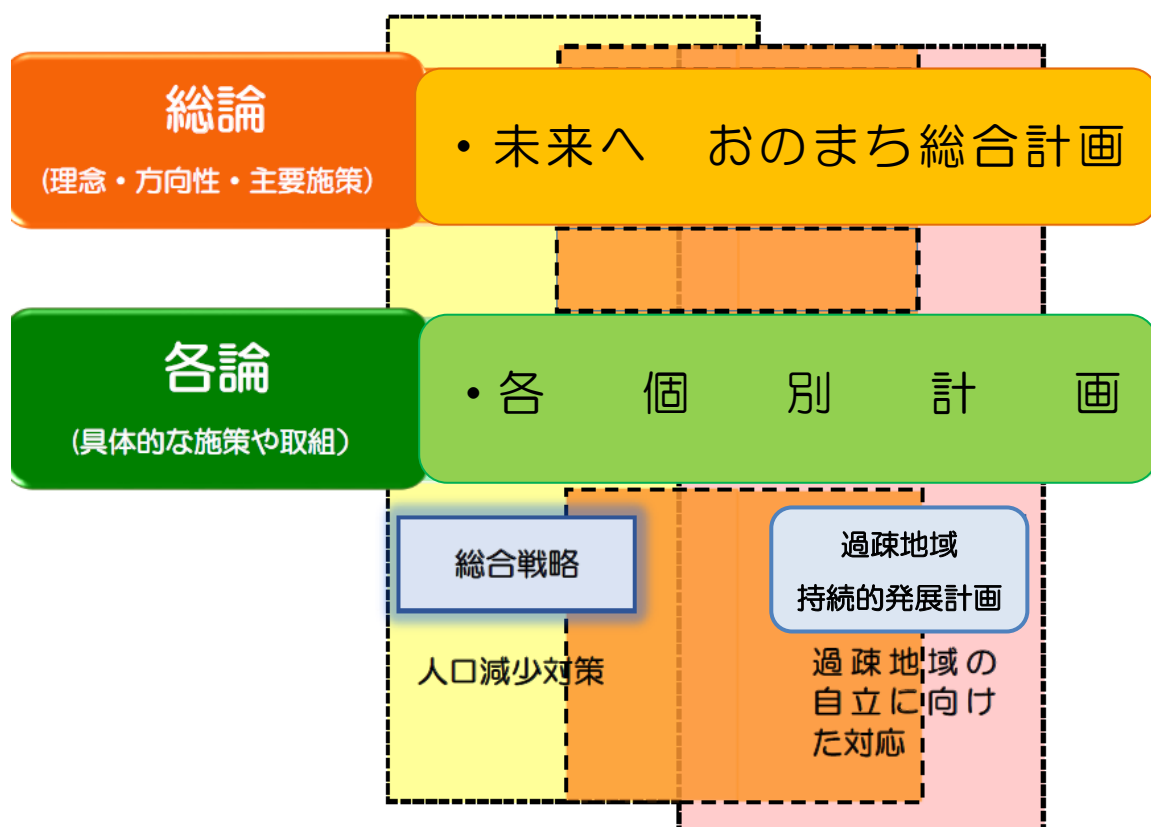 総論
(理念・方向性・主要施策)
・未来へ　おのまち総合計画
各論
(具体的な施策や取組)
・各個別計画
総合戦略
過疎地域
持続的発展計画
人口減少対策
過疎地域の
自立に向け
た対応